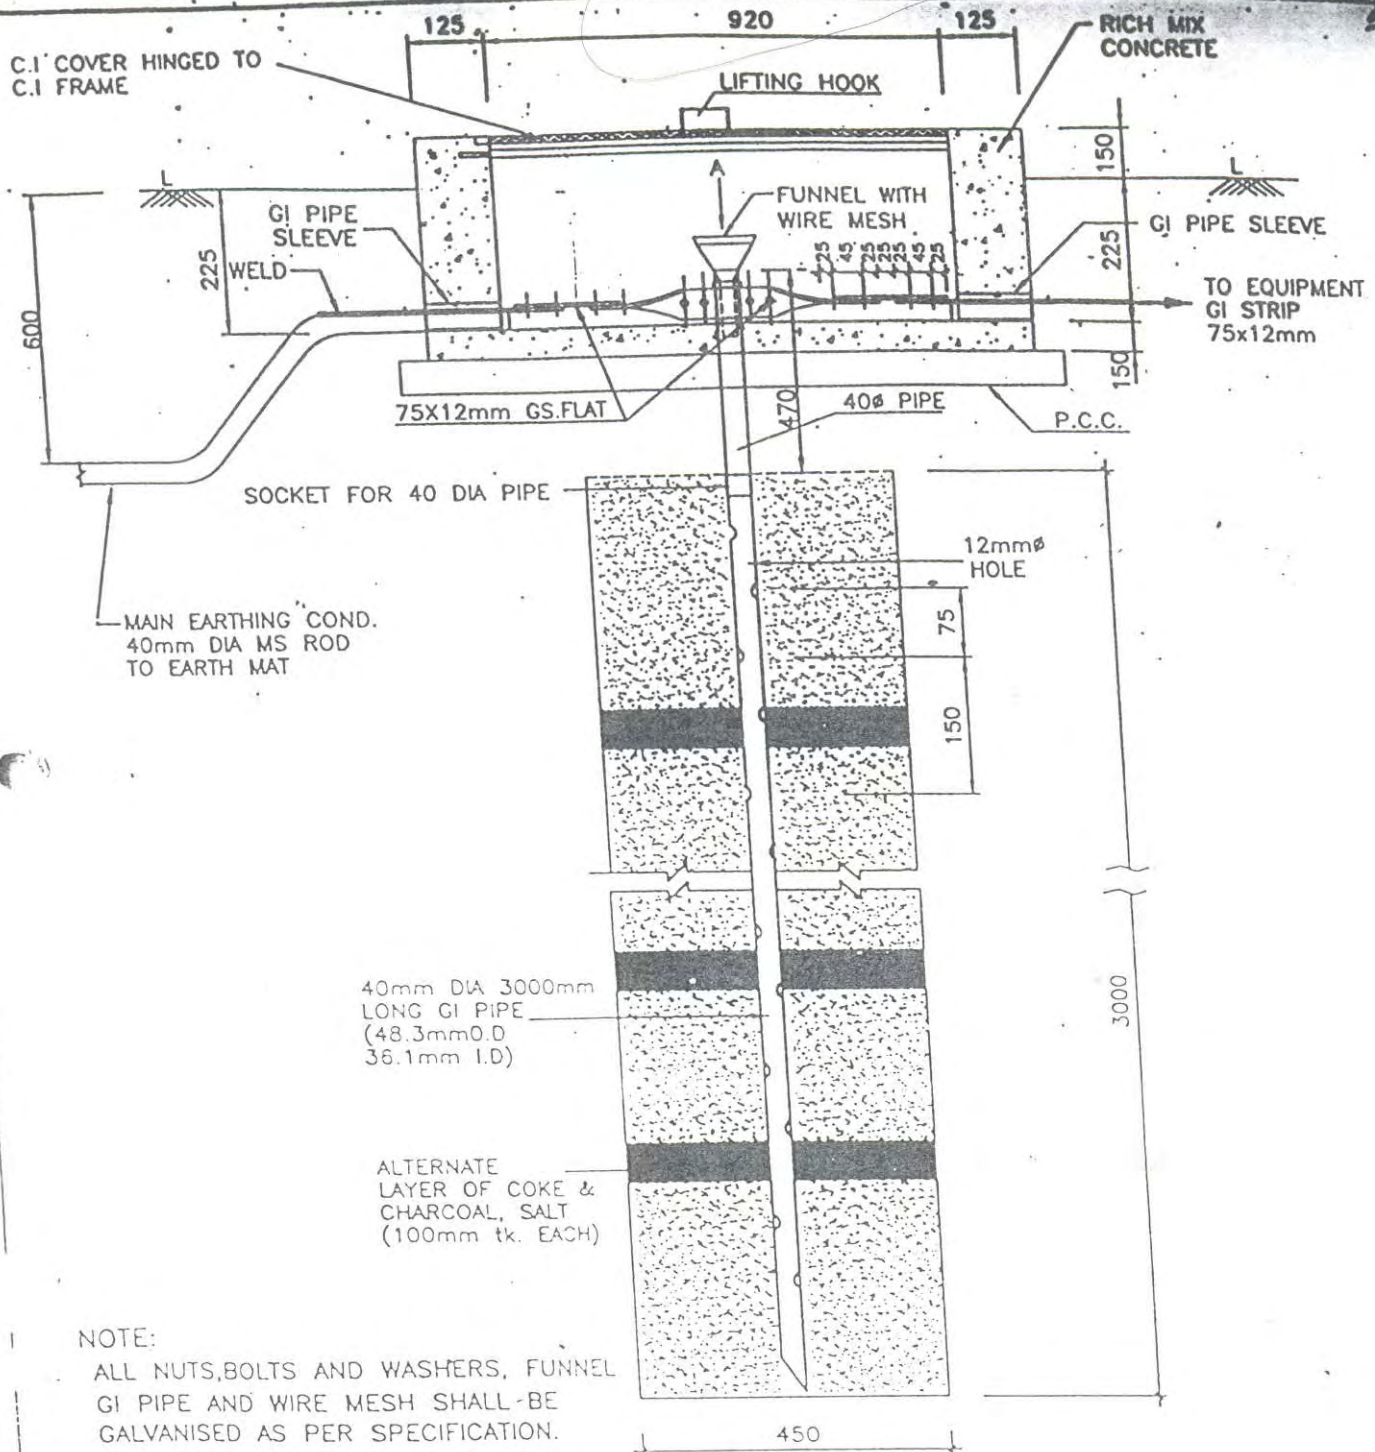 125
920
125
RICH MIX
CONCRETE
C.I COVER HINGED TO
C.I FRAME
LIFTING HOOK
150
L
L
A
FUNNEL WITH
WIRE MESH
GI PIPE
SLEEVE
GI PIPE SLEEVE
225
225
25
45
25
25
25
45
25
WELD
TO EQUIPMENT
GI STRIP
75x12mm
600
150
75X12mm GS.FLAT
470
40ø PIPE
P.C.C.
SOCKET FOR 40 DIA PIPE
12mmø
HOLE
75
MAIN EARTHING COND.
40mm DIA MS ROD
TO EARTH MAT
150
40mm DIA 3000mm
LONG GI PIPE
(48.3mmO.D
36.1mm I.D)
3000
ALTERNATE
LAYER OF COKE &
CHARCOAL, SALT
(100mm tk. EACH)
NOTE:
ALL NUTS,BOLTS AND WASHERS, FUNNEL
GI PIPE AND WIRE MESH SHALL-BE
GALVANISED AS PER SPECIFICATION.
450